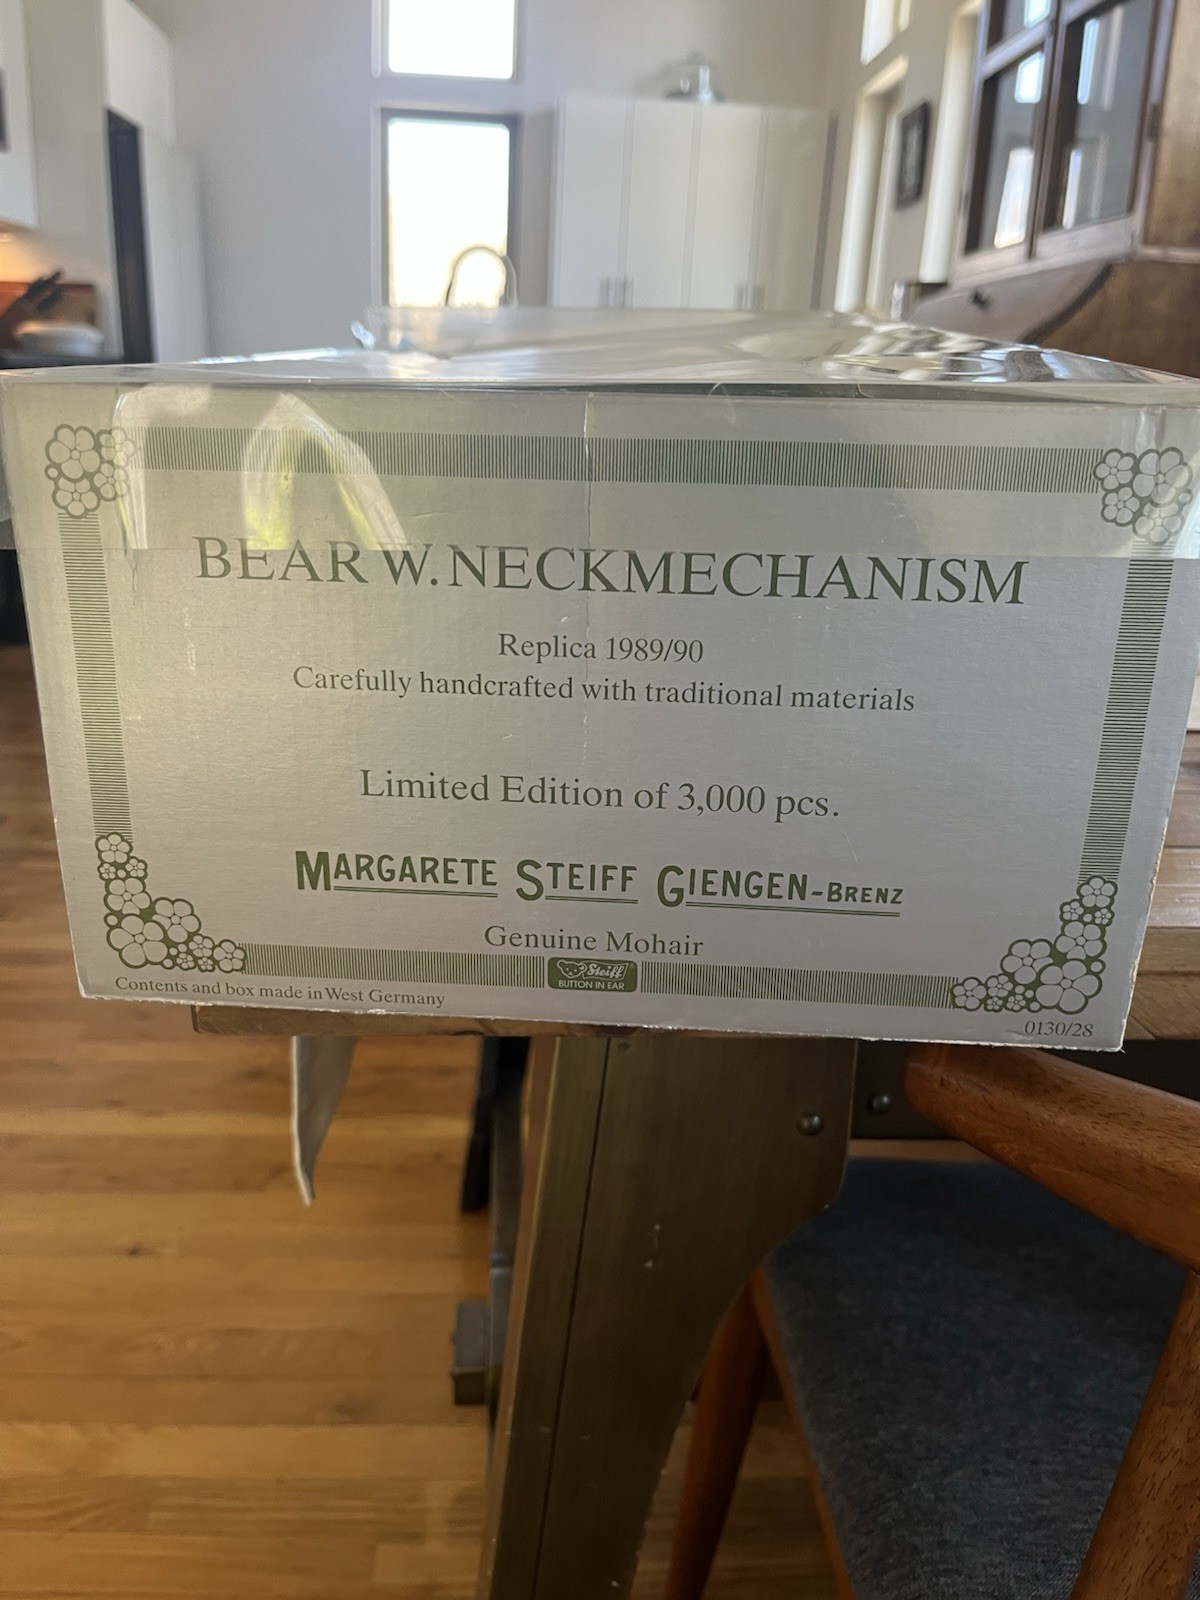 BEAR W. NECKMECHANISM
Replica 1989/90
Carefully handcrafted with traditional materials
Limited Edition of 3,000 pcs.
MARGARETE STEIFF GIENGEN-BRENZ
Genuine Mohair
Steiff
BUTTON IN EAR
Contents and box made in West Germany
0130/28